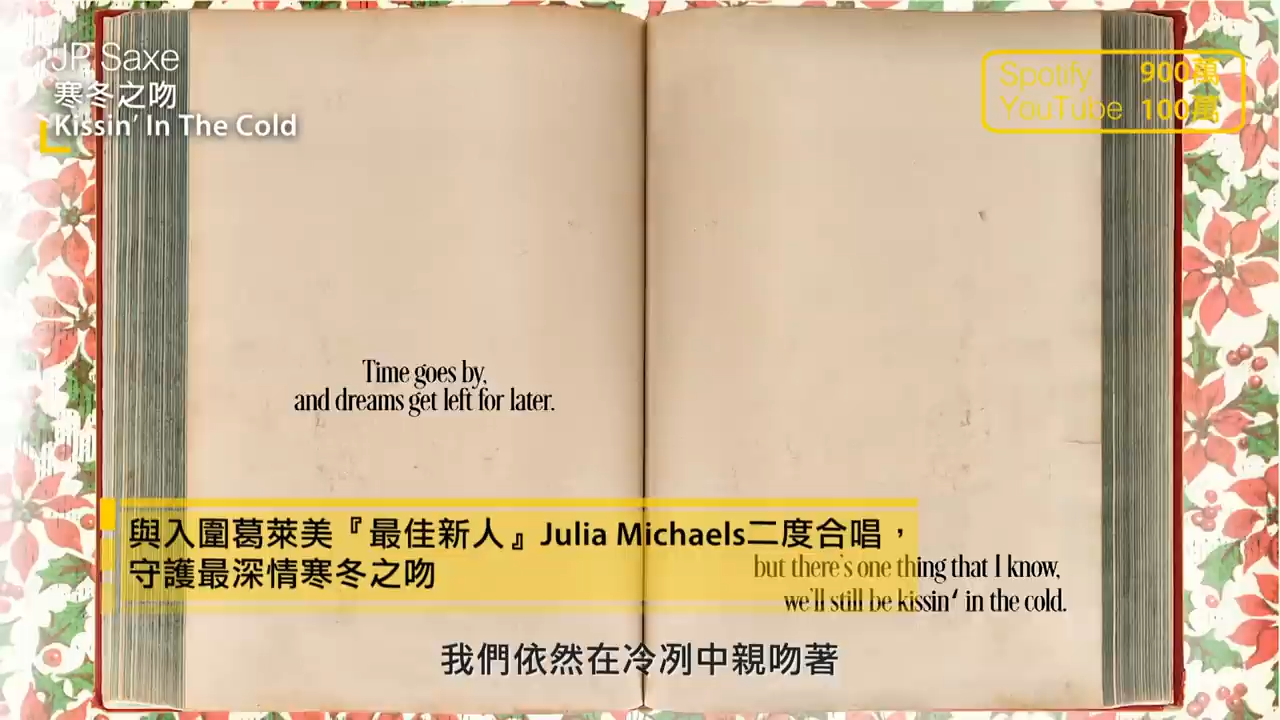 JP Saxe
寒冬之吻
Kissin' In The Cold
Spotify 900萬
YouTube 100萬
Time goes by,
and dreams get left for later.
與入圍葛萊美『最佳新人』Julia Michaels二度合唱，
守護最深情寒冬之吻
but there's one thing that I know,
we'll still be kissin‘ in the cold.
我們依然在冷冽中親吻著